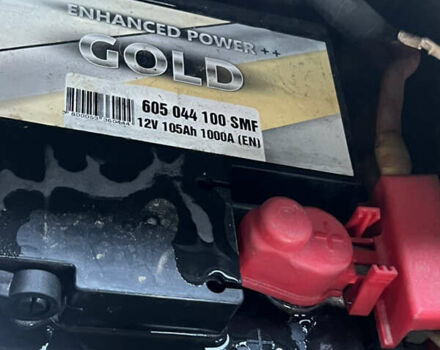 ENHANCED POWER ++
GOLD
605 044 100 SMF
12V 105Ah 1000A (EN)